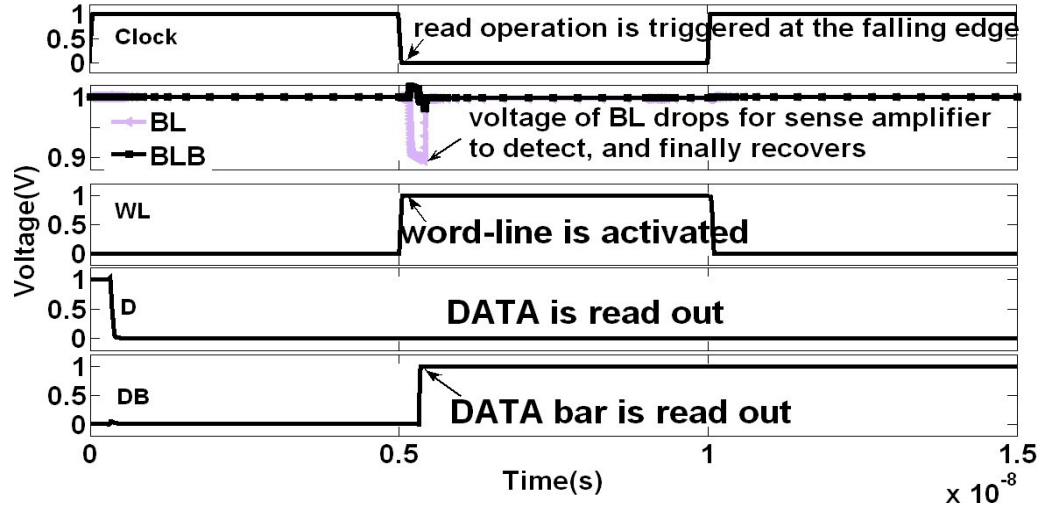 1
0.5
0
Clock
read operation is triggered at the falling edge
1
0.9
BL
BLB
voltage of BL drops for sense amplifier
to detect, and finally recovers
Voltage(V)
1
0.5
0
WL
word-line is activated
1
0.5
0
D
DATA is read out
1
0.5
0
DB
DATA bar is read out
0
0.5
1
1.5
Time(s)
x 10-8